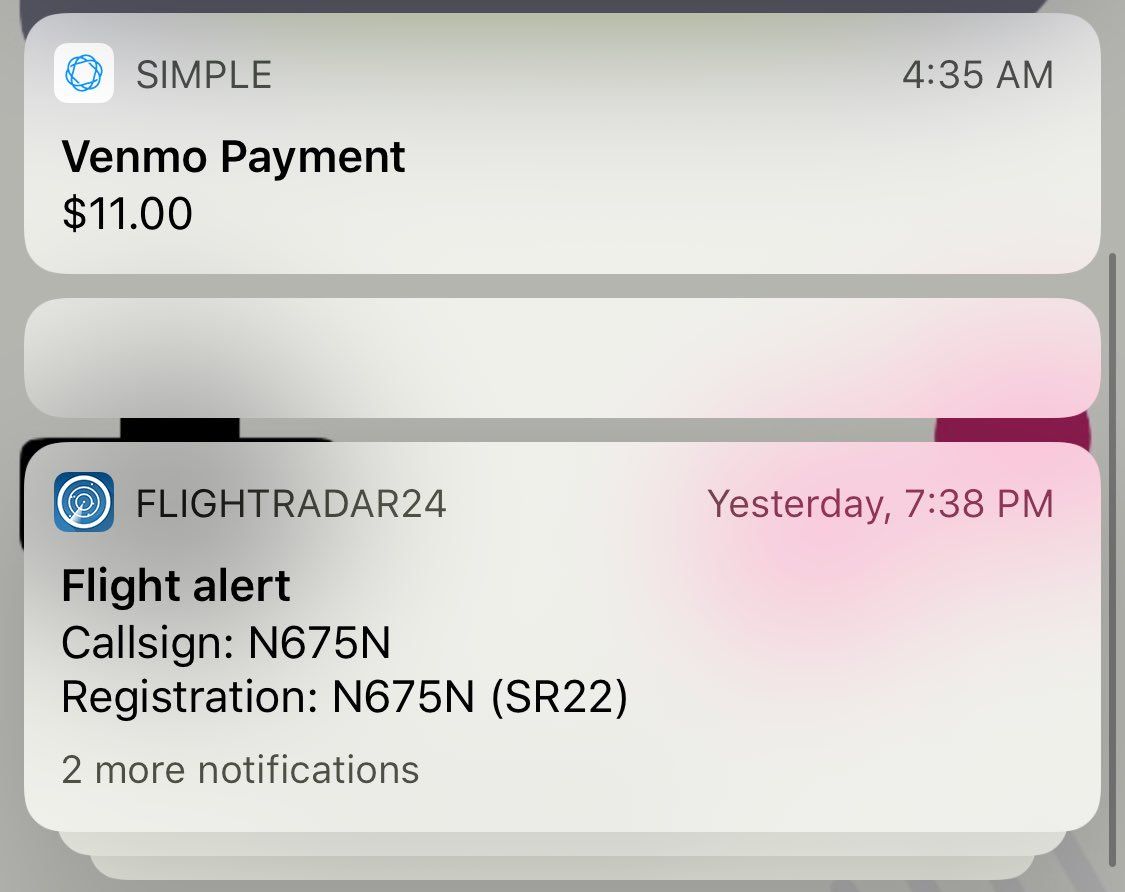 SIMPLE 4:35 AM
Venmo Payment
$11.00
FLIGHTRADAR24 Yesterday, 7:38 PM
Flight alert
Callsign: N675N
Registration: N675N (SR22)
2 more notifications